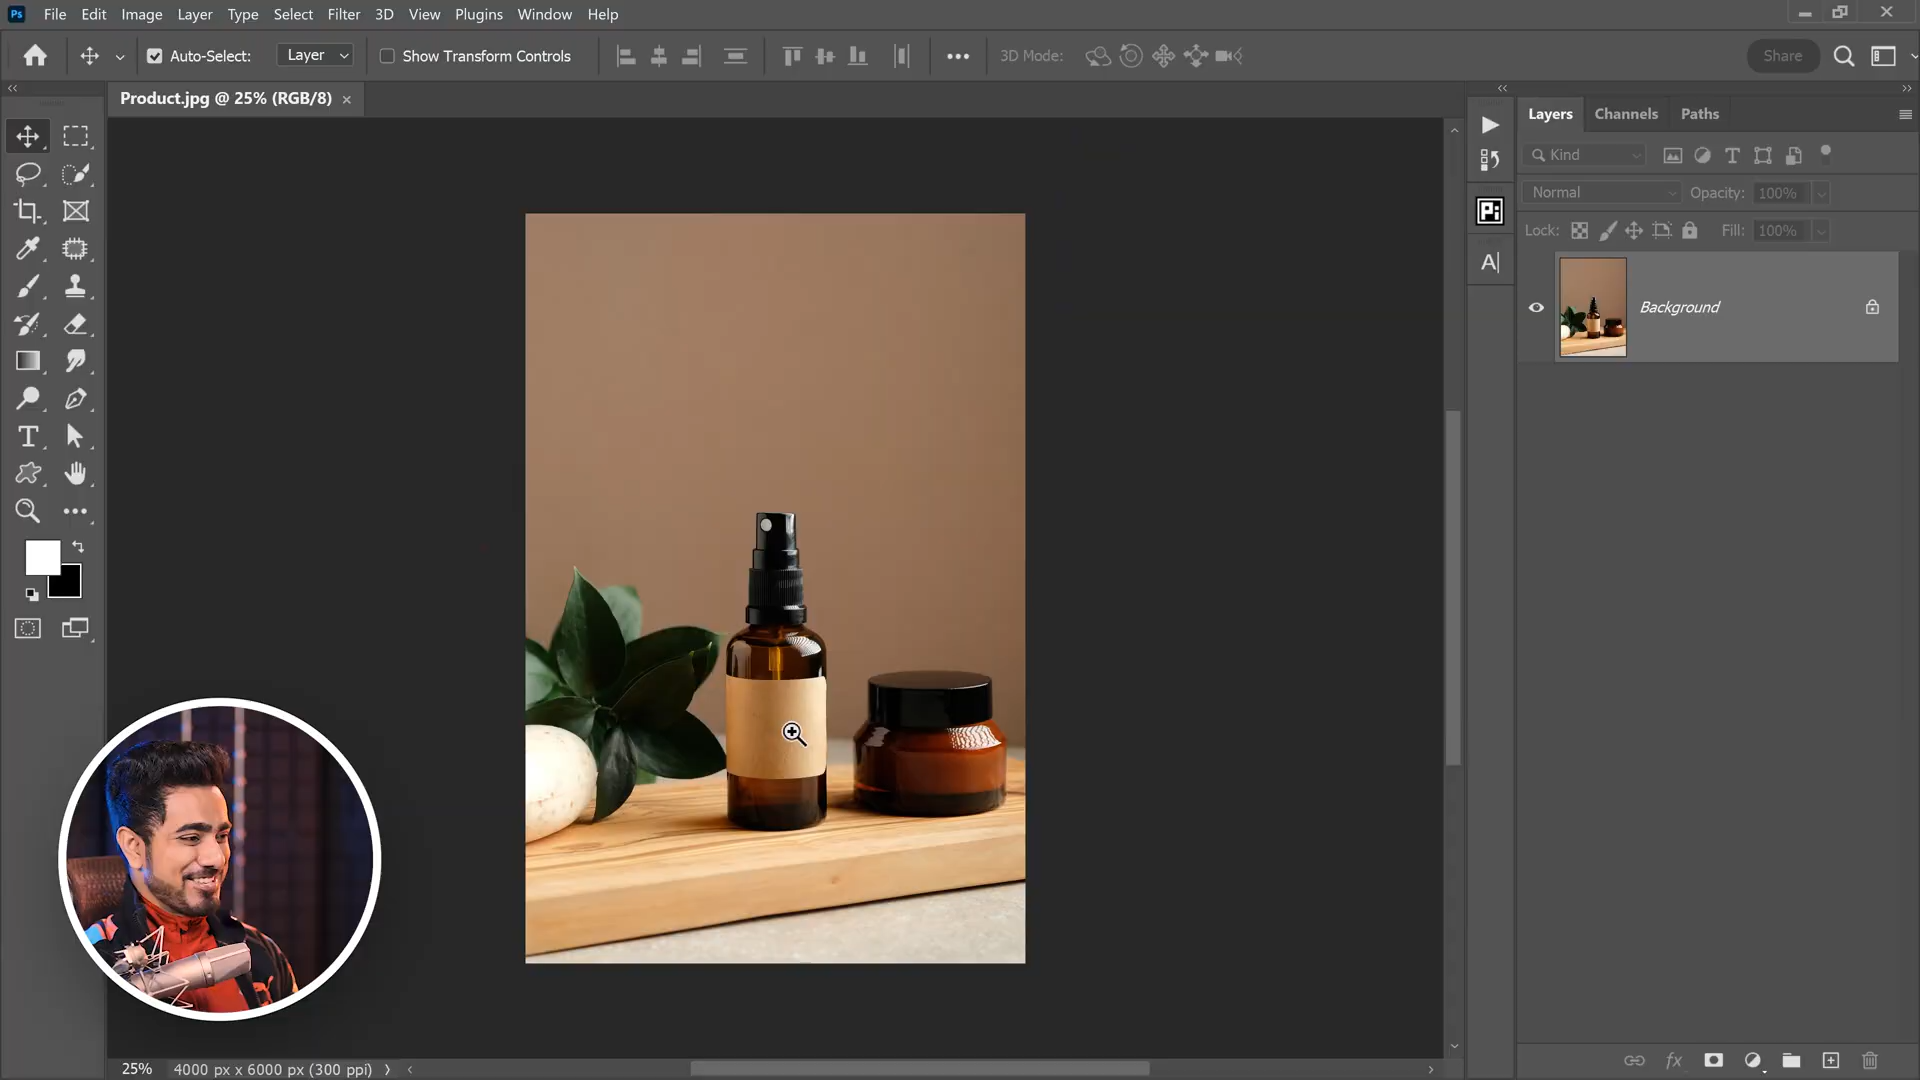 Ps File Edit Image Layer Type Select Filter 3D View Plugins Window Help
Auto-Select: Layer Show Transform Controls 3D Mode: Share
Product.jpg @ 25% (RGB/8)
Layers Channels Paths
Kind
Normal Opacity: 100%
Lock: Fill: 100%
Background
Pi
A
25% 4000 px x 6000 px (300 ppi)